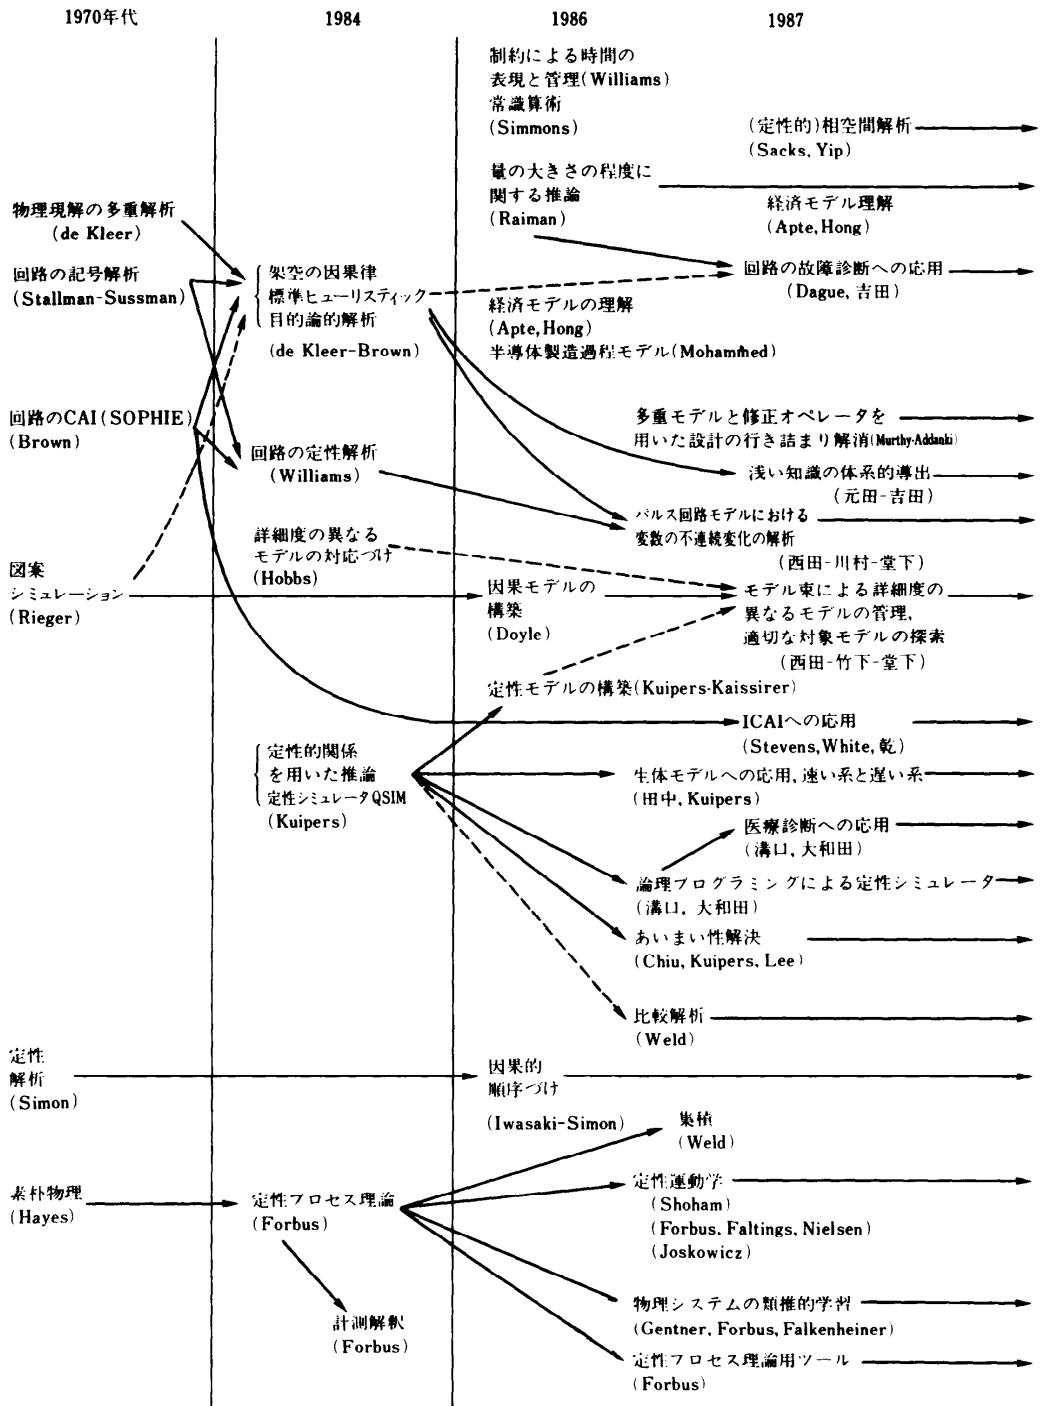 1970年代
1984
1986
1987
物理現解の多重解析
(de Kleer)
回路の記号解析
(Stallman-Sussman)
回路のCAI(SOPHIE)
(Brown)
図案
シミュレーション
(Rieger)
定性
解析
(Simon)
素朴物理
(Hayes)
架空の因果律
標準ヒューリスティック
目的論的解析
(de Kleer-Brown)
回路の定性解析
(Williams)
詳細度の異なる
モデルの対応づけ
(Hobbs)
定性的関係
を用いた推論
定性シミュレータQSIM
(Kuipers)
定性プロセス理論
(Forbus)
計測解釈
(Forbus)
制約による時間の
表現と管理(Williams)
常識算術
(Simmons)
量の大きさの程度に
関する推論
(Raiman)
経済モデルの理解
(Apte,Hong)
半導体製造過程モデル(Mohammed)
因果モデルの
構築
(Doyle)
定性モデルの構築(Kuipers-Kaissirer)
因果的
順序づけ
(Iwasaki-Simon)
(定性的)相空間解析
(Sacks, Yip)
経済モデル理解
(Apte,Hong)
回路の故障診断への応用
(Dague, 吉田)
多重モデルと修正オペレータを
用いた設計の行き詰まり解消(Murthy-Addanki)
浅い知識の体系的導出
(元田-吉田)
パルス回路モデルにおける
変数の不連続変化の解析
(西田-川村-堂下)
モデル束による詳細度の
異なるモデルの管理,
適切な対象モデルの探索
(西田-竹下-堂下)
ICAIへの応用
(Stevens,White,乾)
生体モデルへの応用,速い系と遅い系
(田中, Kuipers)
医療診断への応用
(溝口, 大和田)
論理プログラミングによる定性シミュレータ
(溝口, 大和田)
あいまい性解決
(Chiu, Kuipers, Lee)
比較解析
(Weld)
集積
(Weld)
定性運動学
(Shoham)
(Forbus, Faltings, Nielsen)
(Joskowicz)
物理システムの類推的学習
(Gentner, Forbus, Falkenheiner)
定性プロセス理論用ツール
(Forbus)